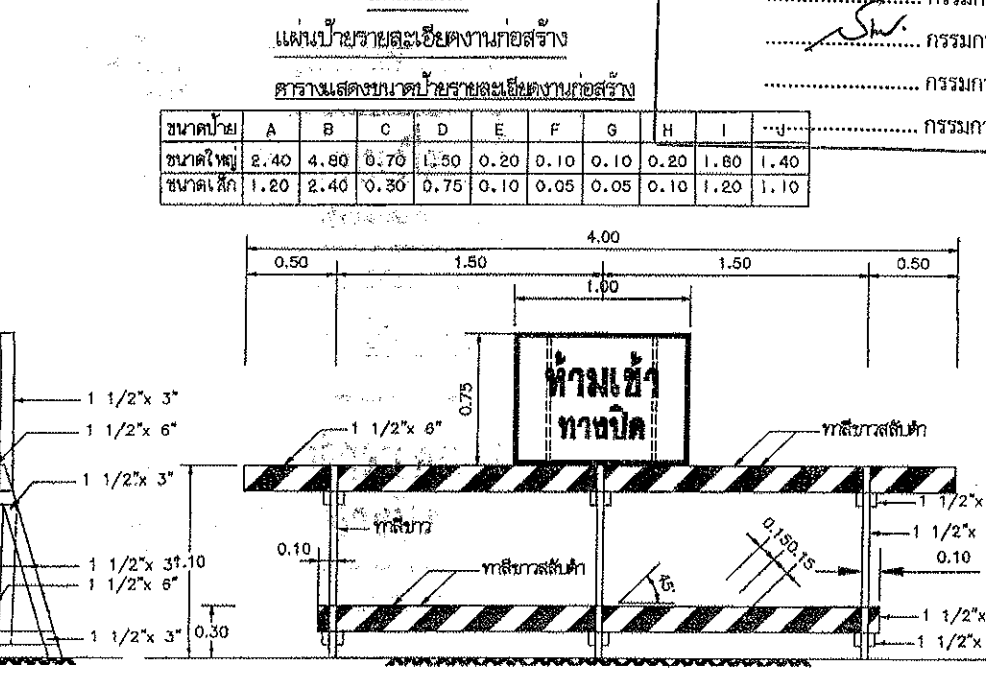 กรรมก
แผ่นป้ายรายละเอียดงานก่อสร้าง
กรรมกา
ตารางแสดงขนาดป้ายรายละเอียดงานก่อสร้าง
กรรมกา
ขนาดป้าย A B C D E F G H I J
กรรมกา
ขนาดใหญ่ 2.40 4.80 0.70 1.50 0.20 0.10 0.10 0.20 1.80 1.40
ขนาดเล็ก 1.20 2.40 0.30 0.75 0.10 0.05 0.05 0.10 1.20 1.10
4.00
0.50 1.50 1.50 0.50
1.00
ห้ามเข้า
ทางปิด
0.75
1 1/2"x 3"
1 1/2"x 6"
1 1/2"x 3"
1 1/2"x 3"
1 1/2"x 6"
1 1/2"x 3"
1.10
0.30
1 1/2"x 6"
ทาสีขาวสลับดำ
ทาสีขาว
0.10
ทาสีขาวสลับดำ
45°
0.15 0.15
1 1/2"x
1 1/2"x
0.10
1 1/2"x
1 1/2"x